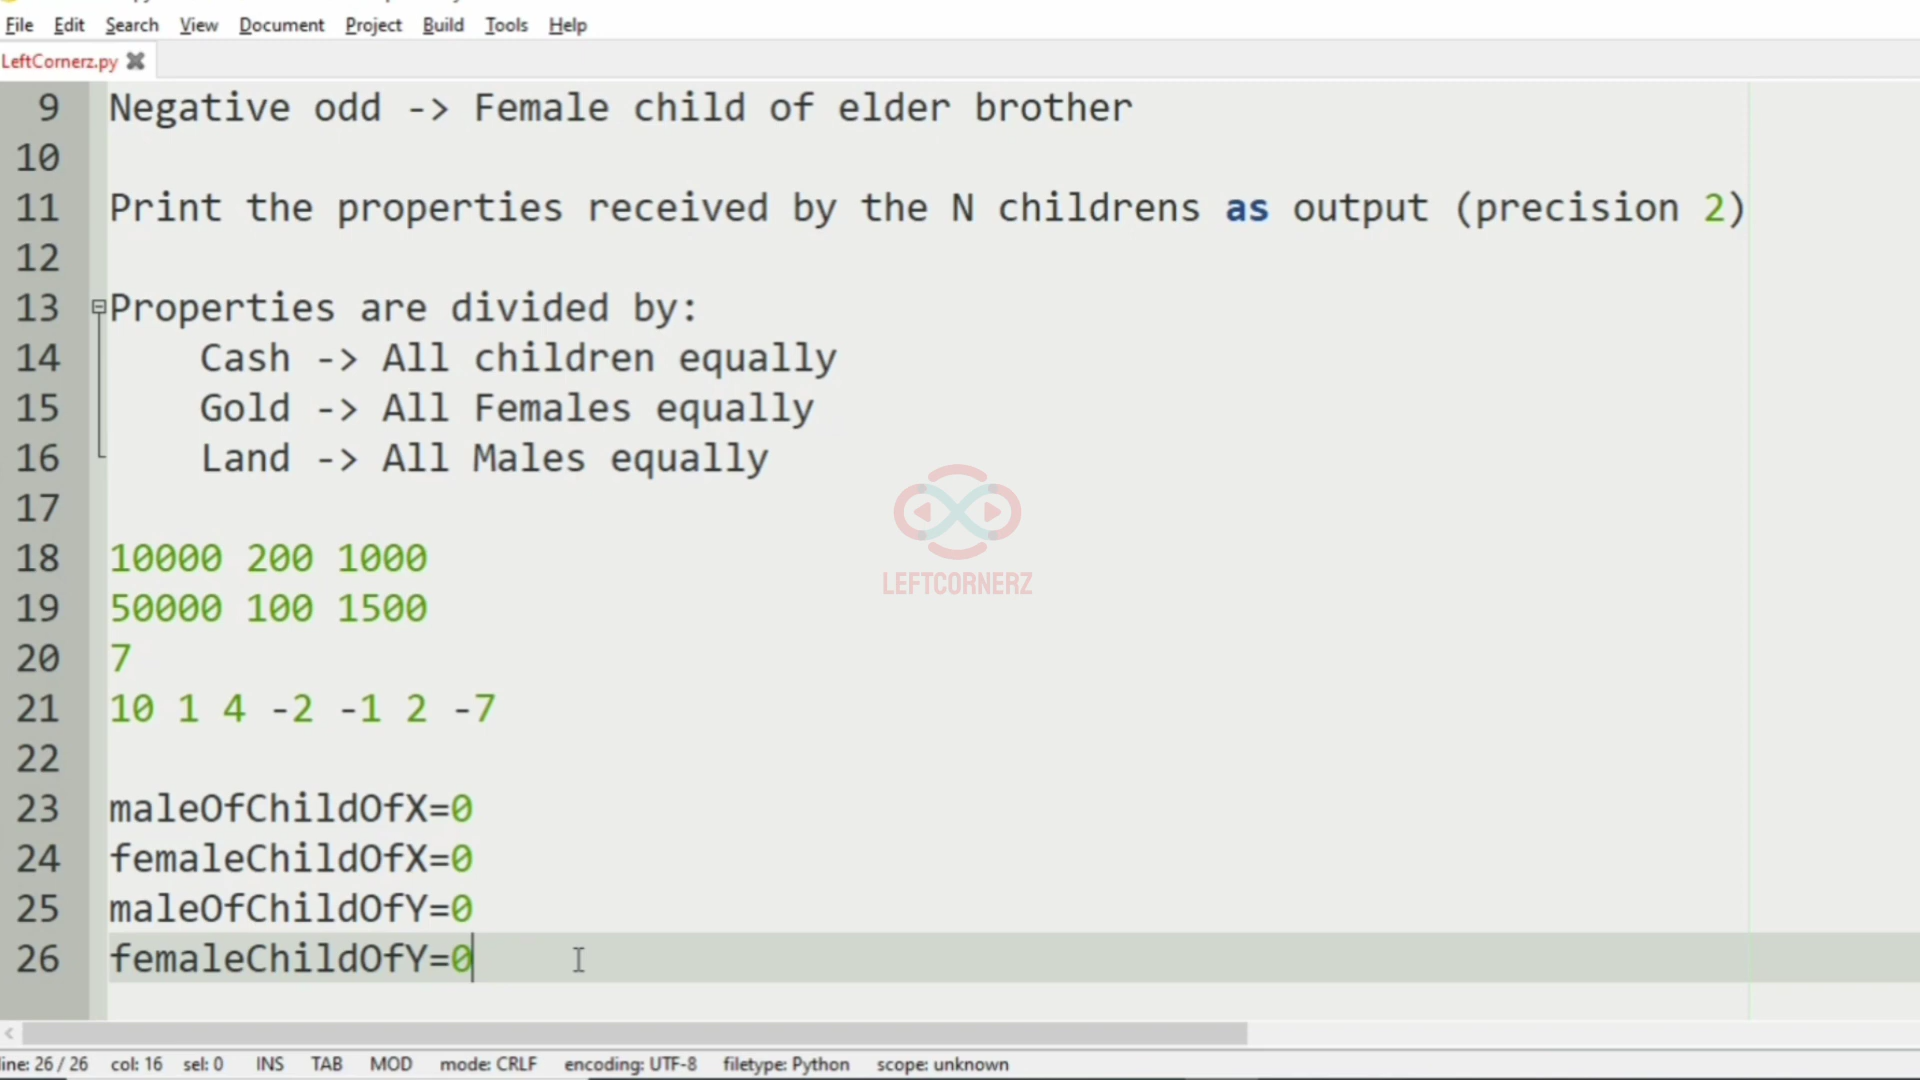 File Edit Search View Document Project Build Tools Help
LeftCornerz.py
9 Negative odd -> Female child of elder brother
10
11 Print the properties received by the N childrens as output (precision 2)
12
13 Properties are divided by:
14 Cash -> All children equally
15 Gold -> All Females equally
16 Land -> All Males equally
17
18 10000 200 1000
19 50000 100 1500
20 7
21 10 1 4 -2 -1 2 -7
22
23 maleOfChildOfX=0
24 femaleChildOfX=0
25 maleOfChildOfY=0
26 femaleChildOfY=0
LEFTCORNERZ
line: 26 / 26 col: 16 sel: 0 INS TAB MOD mode: CRLF encoding: UTF-8 filetype: Python scope: unknown